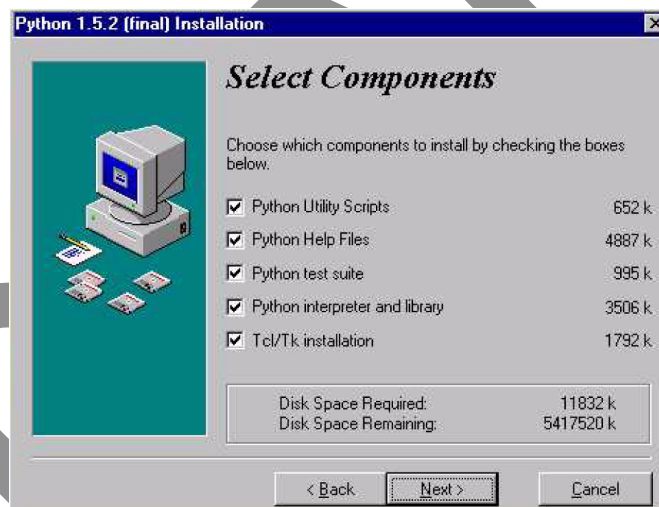 Python 1.5.2 (final) Installation
Select Components
Choose which components to install by checking the boxes
below.
Python Utility Scripts 652 k
Python Help Files 4887 k
Python test suite 995 k
Python interpreter and library 3506 k
Tcl/Tk installation 1792 k
Disk Space Required: 11832 k
Disk Space Remaining: 5417520 k
< Back Next > Cancel